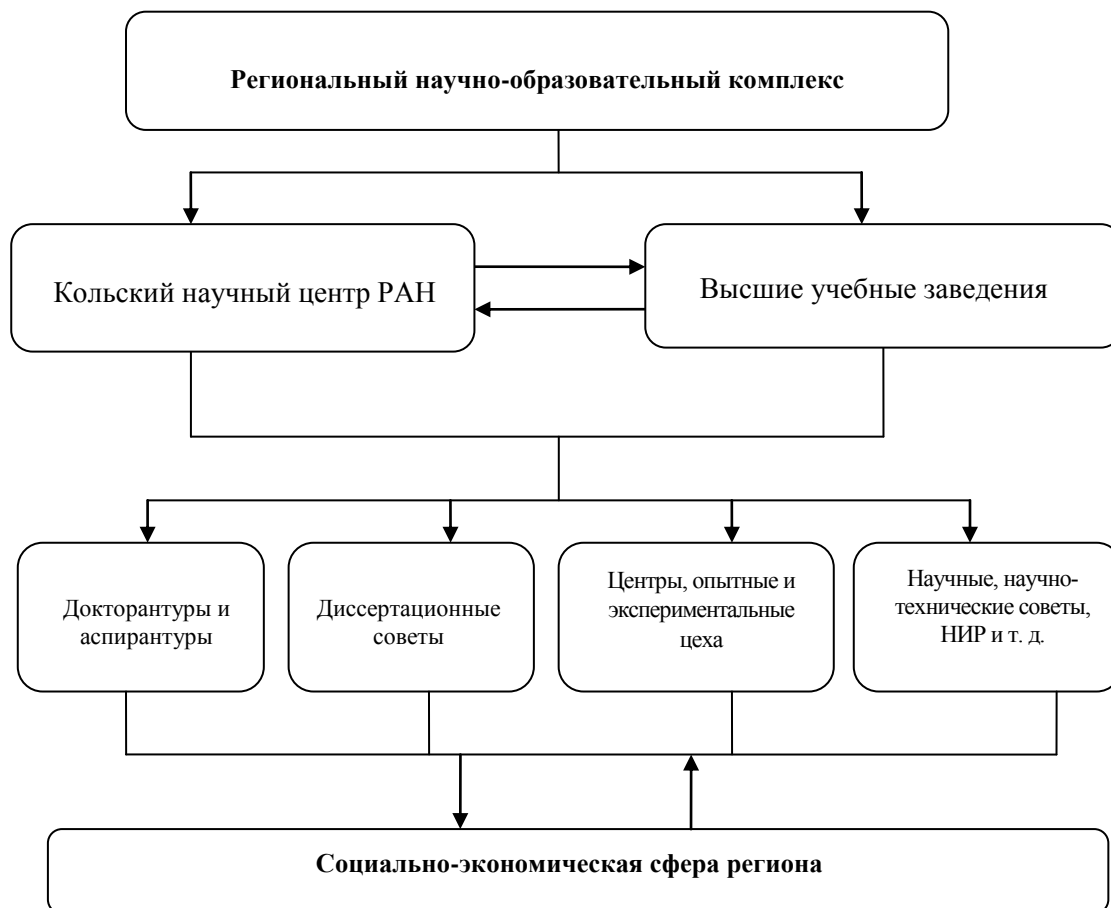 Региональный научно-образовательный комплекс
Кольский научный центр РАН
Высшие учебные заведения
Докторантуры и
аспирантуры
Диссертационные
советы
Центры, опытные и
экспериментальные
цеха
Научные, научно-
технические советы,
НИР и т. д.
Социально-экономическая сфера региона